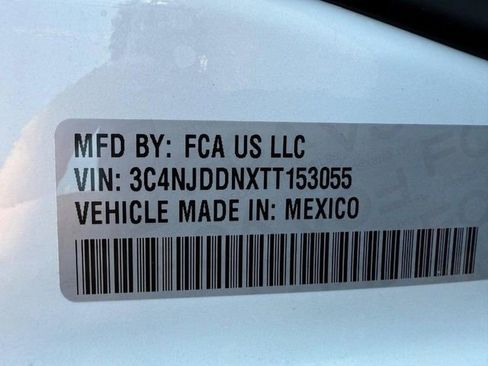 MFD BY: FCA US LLC
VIN: 3C4NJDDNXTT153055
VEHICLE MADE IN: MEXICO